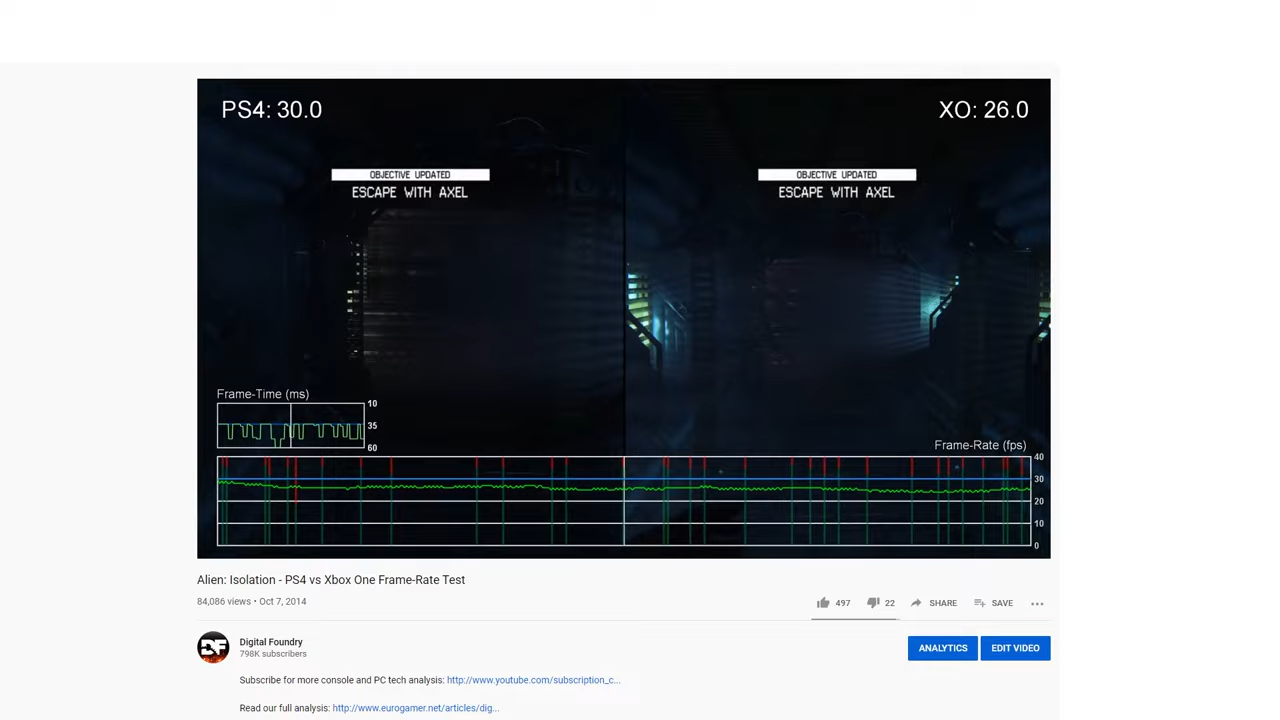 PS4: 30.0
XO: 26.0
OBJECTIVE UPDATED
ESCAPE WITH AXEL
OBJECTIVE UPDATED
ESCAPE WITH AXEL
Frame-Time (ms)
10
35
60
Frame-Rate (fps)
40
30
20
10
0
Alien: Isolation - PS4 vs Xbox One Frame-Rate Test
84,086 views • Oct 7, 2014
497
22
SHARE
SAVE
DF
Digital Foundry
798K subscribers
ANALYTICS
EDIT VIDEO
Subscribe for more console and PC tech analysis: http://www.youtube.com/subscription_c...
Read our full analysis: http://www.eurogamer.net/articles/dig...